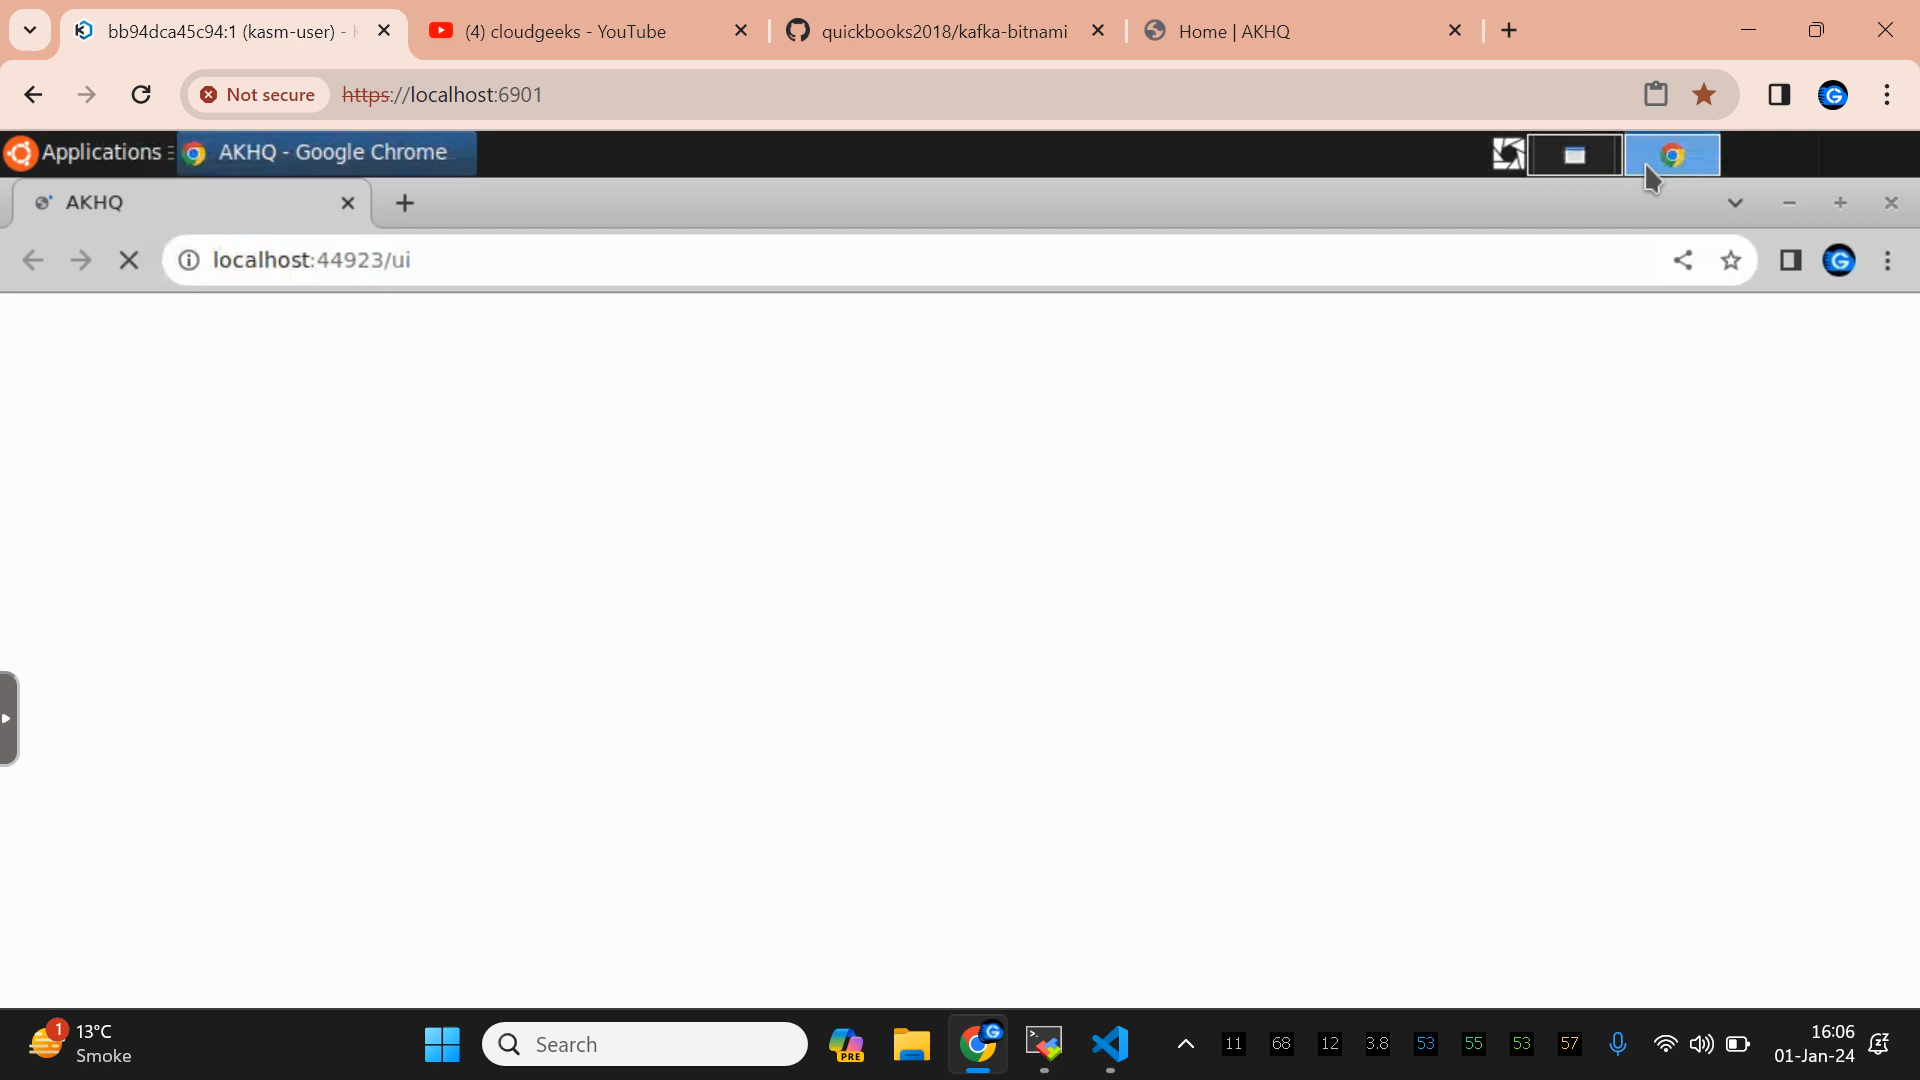 bb94dca45c94:1 (kasm-user) -
(4) cloudgeeks - YouTube
quickbooks2018/kafka-bitnami
Home | AKHQ
Not secure
https://localhost:6901
Applications
AKHQ - Google Chrome
AKHQ
localhost:44923/ui
1
13°C
Smoke
Search
PRE
G
11
68
12
3.8
53
55
53
57
16:06
01-Jan-24